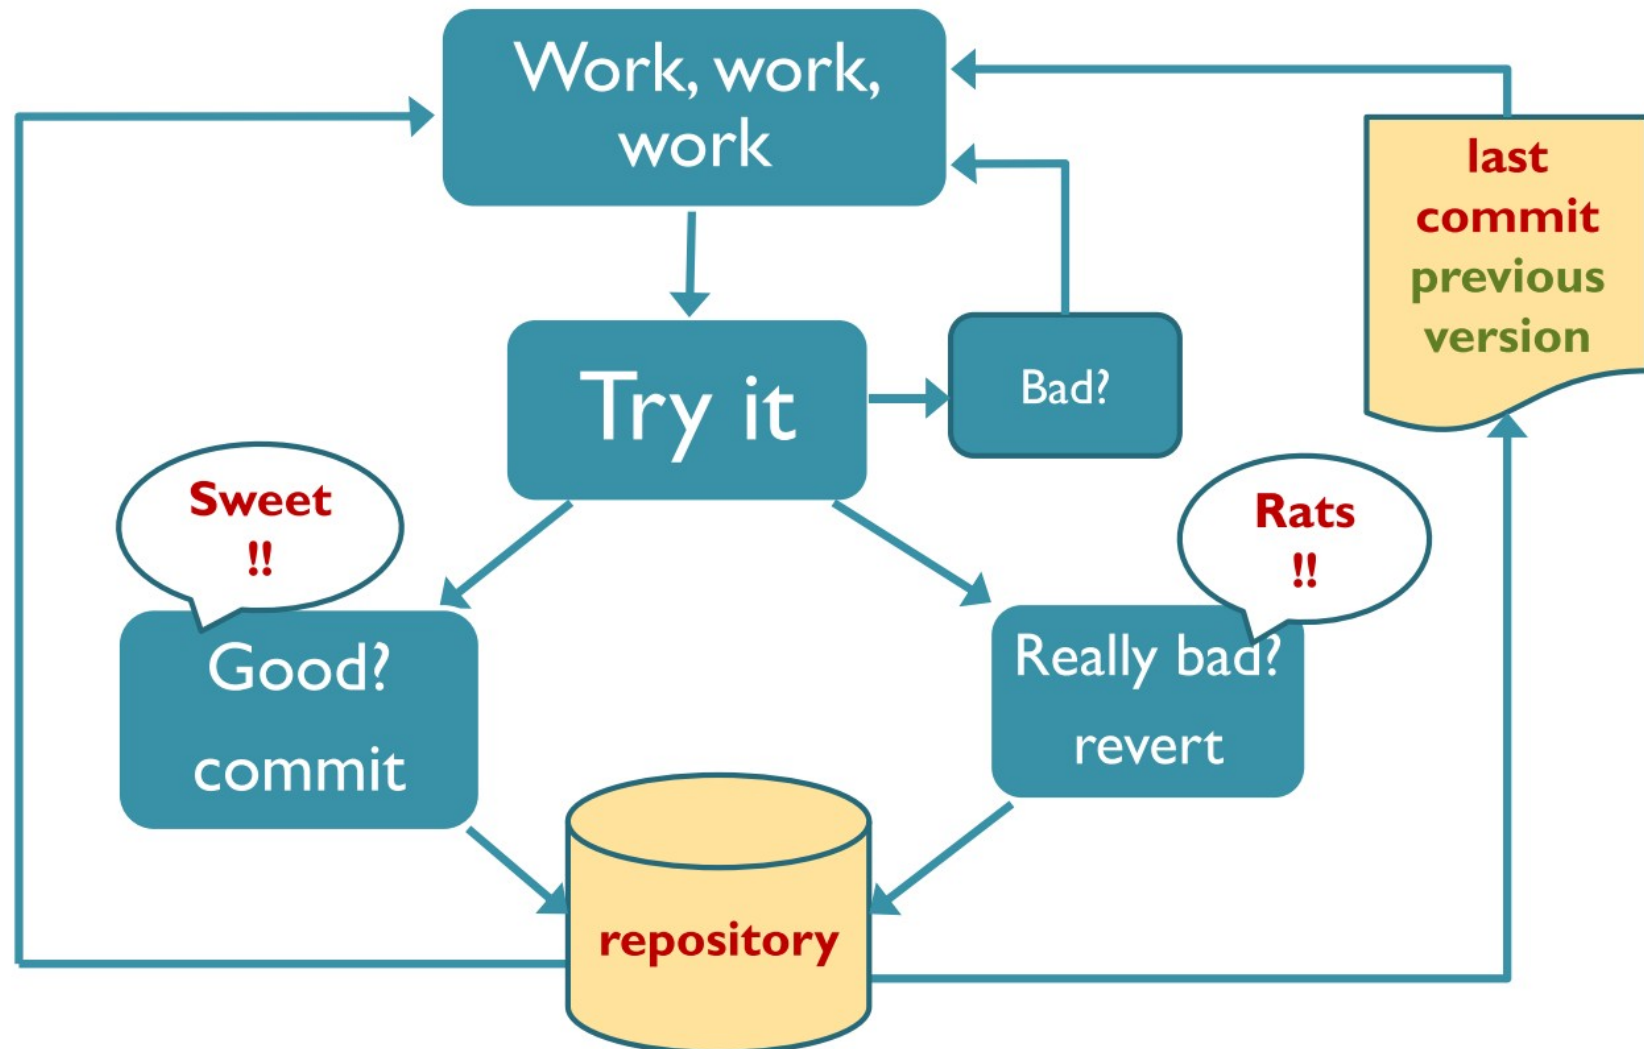 Work, work,
work
last
commit
previous
version
Try it
Bad?
Sweet
!!
Rats
!!
Good?
commit
Really bad?
revert
repository